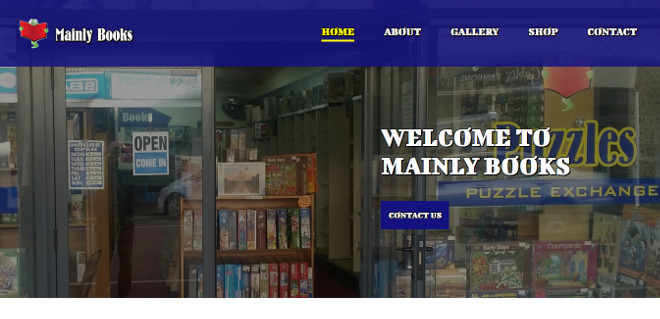 Mainly Books
HOME
ABOUT
GALLERY
SHOP
CONTACT
WELCOME TO
MAINLY BOOKS
CONTACT US
Puzzles
PUZZLE EXCHANGE
Book
HOURS
OPEN
OPEN
COME IN